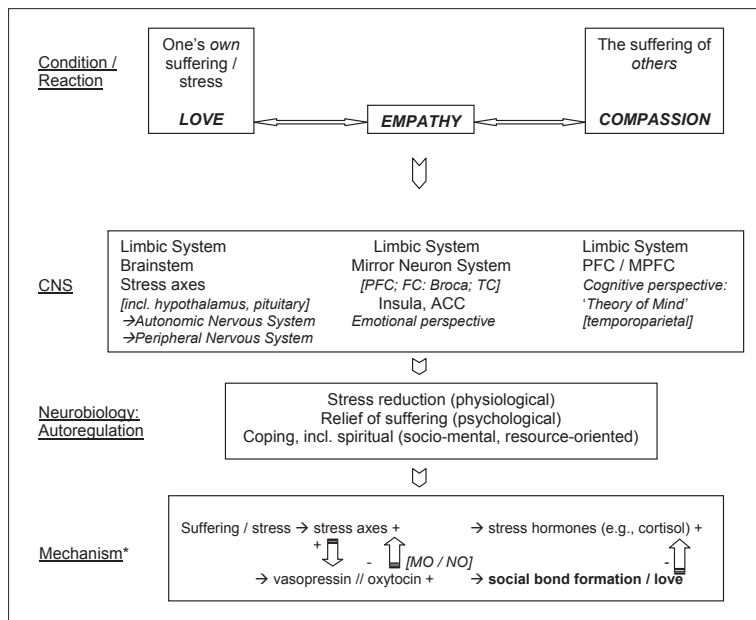 Condition /
Reaction
One's own
suffering /
stress
LOVE
EMPATHY
The suffering of
others
COMPASSION
CNS
Limbic System
Brainstem
Stress axes
[incl. hypothalamus, pituitary]
→Autonomic Nervous System
→Peripheral Nervous System
Limbic System
Mirror Neuron System
[PFC; FC: Broca; TC]
Insula, ACC
Emotional perspective
Limbic System
PFC / MPFC
Cognitive perspective:
‘Theory of Mind’
[temporoparietal]
Neurobiology:
Autoregulation
Stress reduction (physiological)
Relief of suffering (psychological)
Coping, incl. spiritual (socio-mental, resource-oriented)
Mechanism*
Suffering / stress → stress axes + → stress hormones (e.g., cortisol) +
+ - [MO / NO] -
→ vasopressin // oxytocin + → social bond formation / love